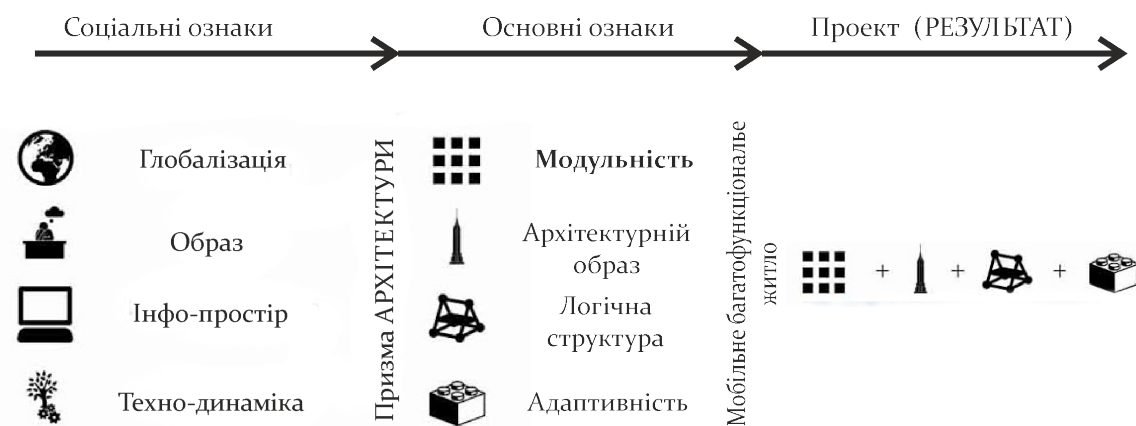 Соціальні ознаки
Основні ознаки
Проект (РЕЗУЛЬТАТ)
Глобалізація
Образ
Інфо-простір
Техно-динаміка
Призма АРХІТЕКТУРИ
Модульність
Архітектурній
образ
Логічна
структура
Адаптивність
Мобільне багатофункціональе
житло
+ + +